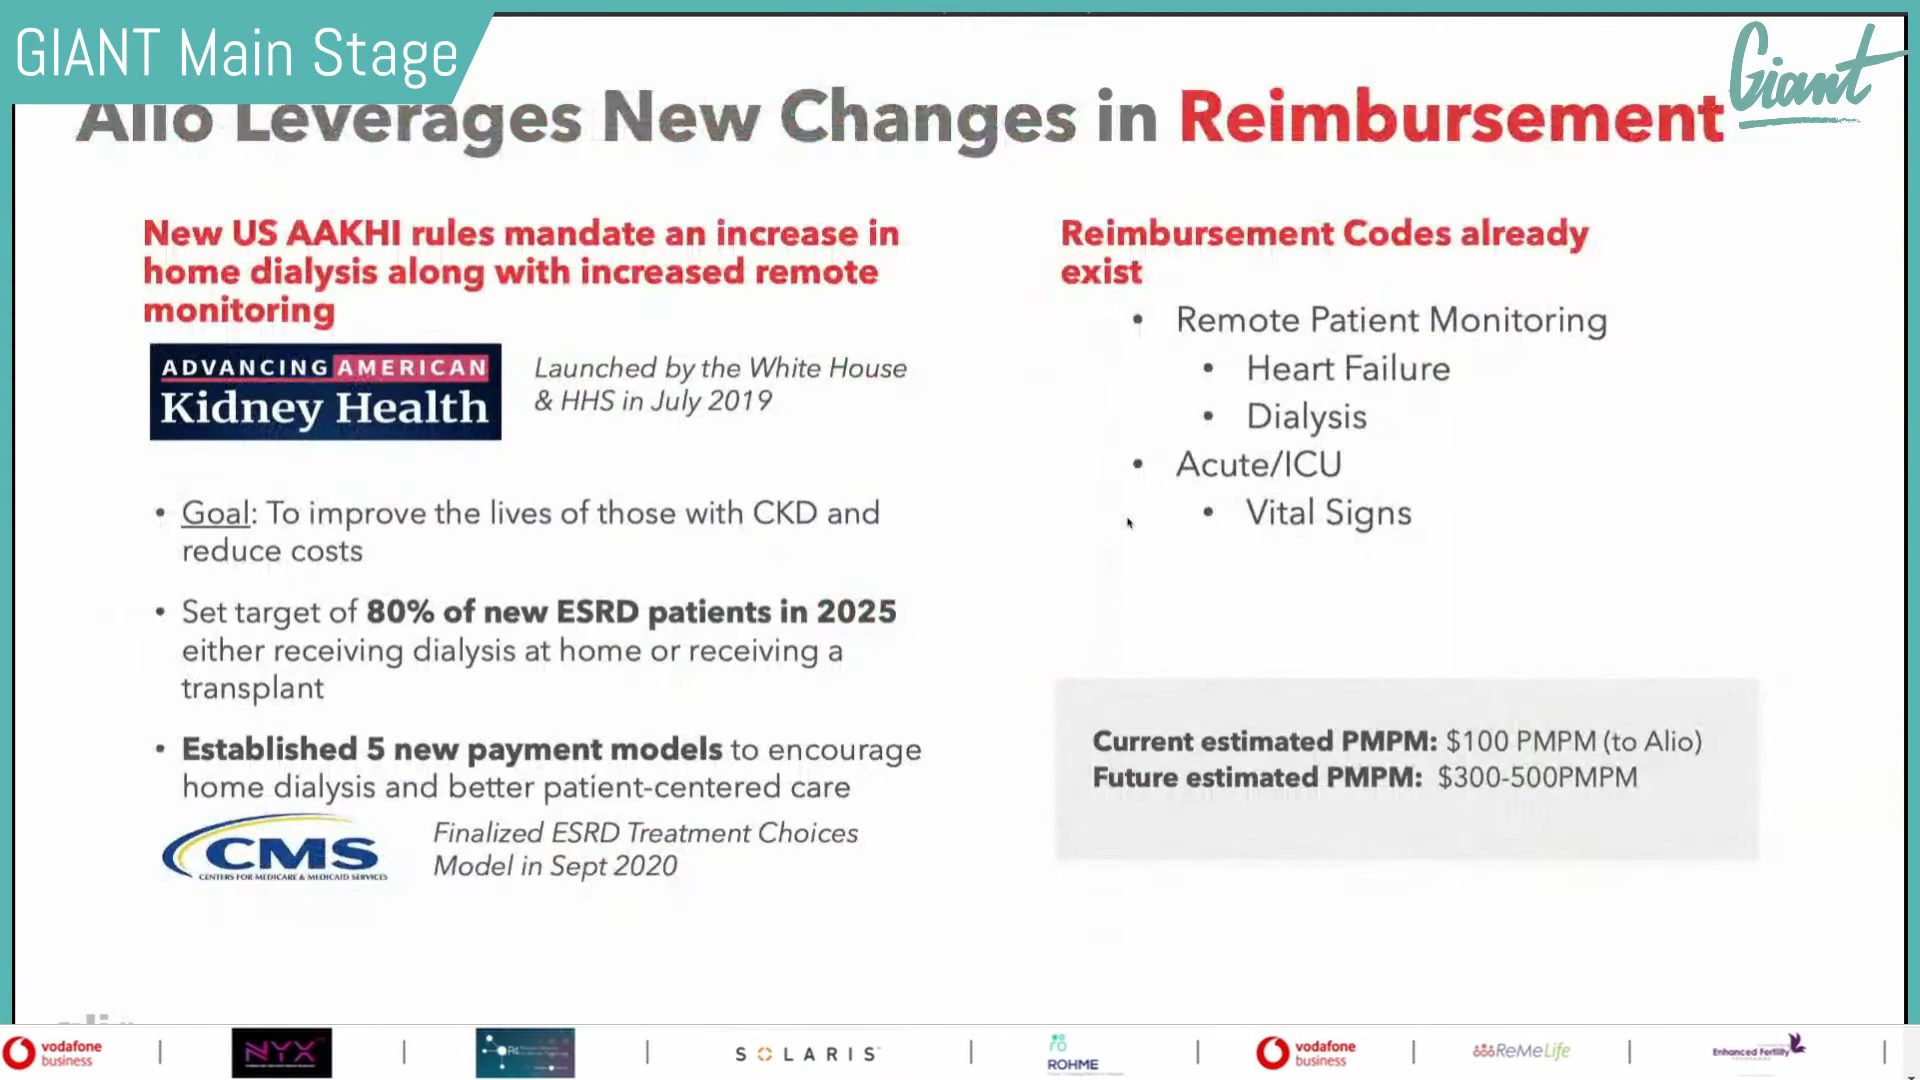 GIANT Main Stage
Giant
Alio Leverages New Changes in Reimbursement
New US AAKHI rules mandate an increase in
home dialysis along with increased remote
monitoring
ADVANCING AMERICAN
Kidney Health
Launched by the White House
& HHS in July 2019
• Goal: To improve the lives of those with CKD and
reduce costs
• Set target of 80% of new ESRD patients in 2025
either receiving dialysis at home or receiving a
transplant
• Established 5 new payment models to encourage
home dialysis and better patient-centered care
CMS
CENTERS FOR MEDICARE & MEDICAID SERVICES
Finalized ESRD Treatment Choices
Model in Sept 2020
Reimbursement Codes already
exist
• Remote Patient Monitoring
• Heart Failure
• Dialysis
• Acute/ICU
• Vital Signs
Current estimated PMPM: $100 PMPM (to Alio)
Future estimated PMPM: $300-500PMPM
vodafone
business
NYX
SOLARIS
ROHME
vodafone
business
ReMeLife
Enhanced Fertility